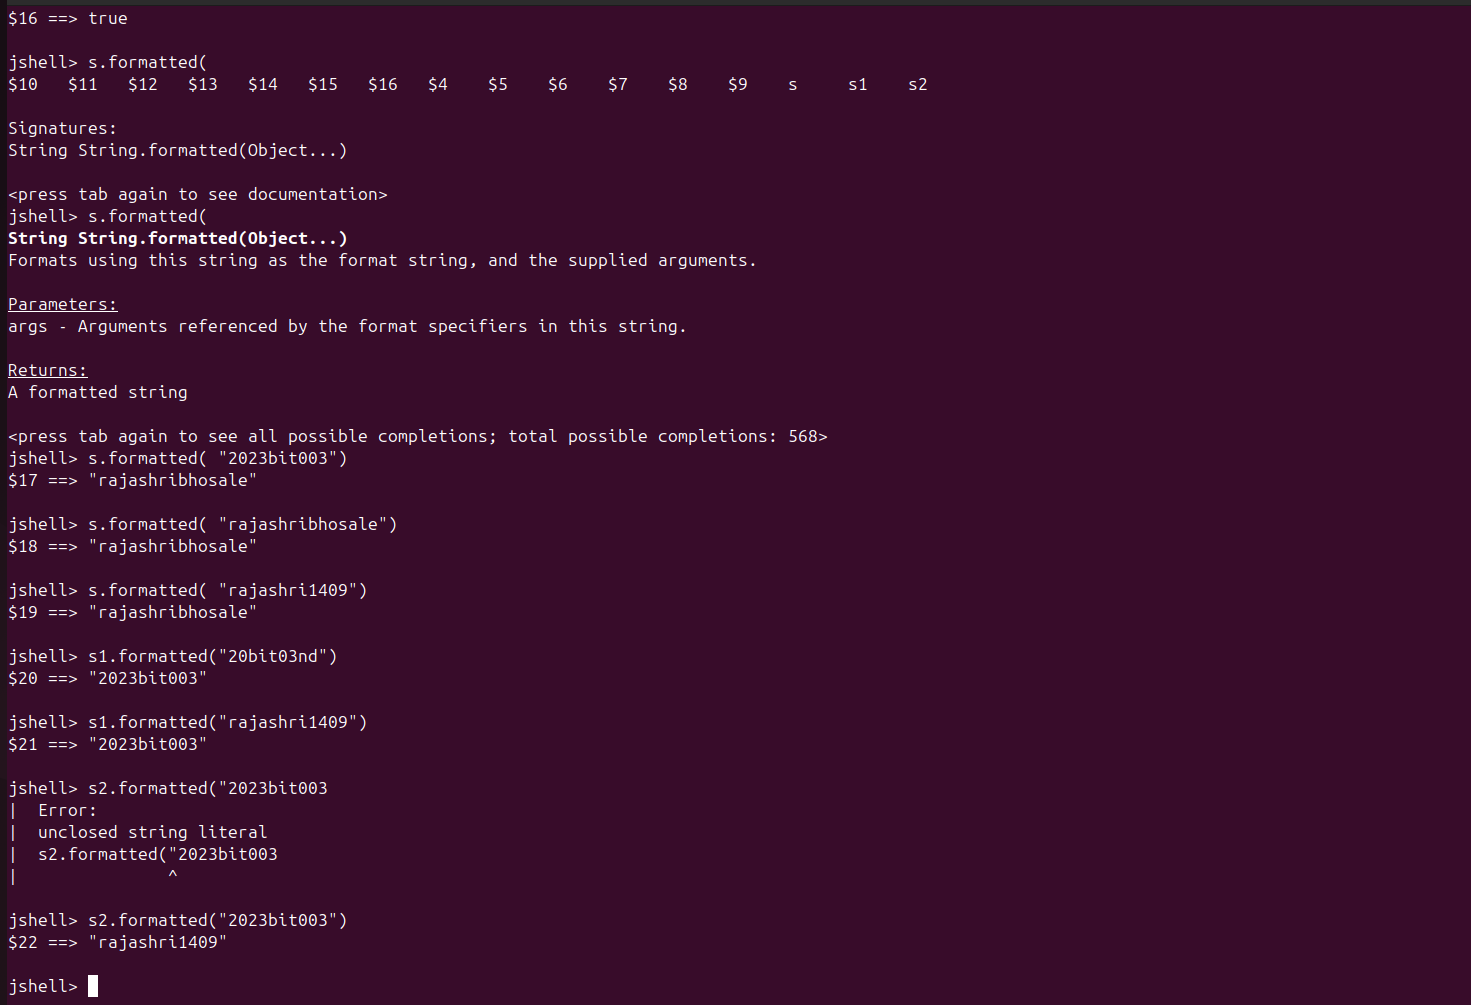 $16 ==> true
jshell> s.formatted(
$10   $11   $12   $13   $14   $15   $16   $4    $5    $6    $7    $8    $9    s     s1    s2
Signatures:
String String.formatted(Object...)
<press tab again to see documentation>
jshell> s.formatted(
String String.formatted(Object...)
Formats using this string as the format string, and the supplied arguments.
Parameters:
args - Arguments referenced by the format specifiers in this string.
Returns:
A formatted string
<press tab again to see all possible completions; total possible completions: 568>
jshell> s.formatted( "2023bit003")
$17 ==> "rajashribhosale"
jshell> s.formatted( "rajashribhosale")
$18 ==> "rajashribhosale"
jshell> s.formatted( "rajashri1409")
$19 ==> "rajashribhosale"
jshell> s1.formatted("20bit03nd")
$20 ==> "2023bit003"
jshell> s1.formatted("rajashri1409")
$21 ==> "2023bit003"
jshell> s2.formatted("2023bit003
|  Error:
|  unclosed string literal
|  s2.formatted("2023bit003
|               ^
jshell> s2.formatted("2023bit003")
$22 ==> "rajashri1409"
jshell>